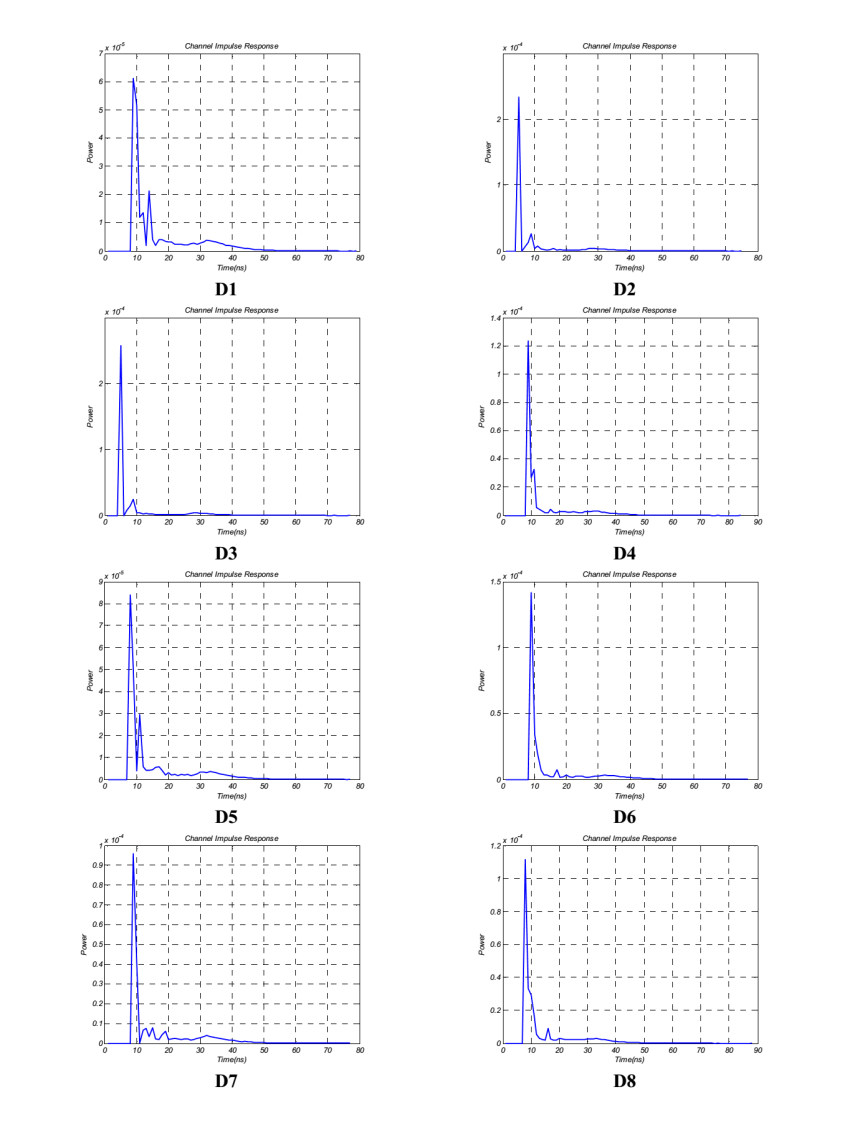 Channel Impulse Response
7 x 10^-5
6
5
4
3
2
1
0
Power
0 10 20 30 40 50 60 70 80
Time(ns)
D1
Channel Impulse Response
x 10^-4
2
1
0
Power
0 10 20 30 40 50 60 70 80
Time(ns)
D2
Channel Impulse Response
x 10^-4
2
1
0
Power
0 10 20 30 40 50 60 70 80
Time(ns)
D3
Channel Impulse Response
1.4 x 10^-4
1.2
1
0.8
0.6
0.4
0.2
0
Power
0 10 20 30 40 50 60 70 80 90
Time(ns)
D4
Channel Impulse Response
9 x 10^-5
8
7
6
5
4
3
2
1
0
Power
0 10 20 30 40 50 60 70 80
Time(ns)
D5
Channel Impulse Response
1.5 x 10^-4
1
0.5
0
Power
0 10 20 30 40 50 60 70 80
Time(ns)
D6
Channel Impulse Response
1 x 10^-4
0.9
0.8
0.7
0.6
0.5
0.4
0.3
0.2
0.1
0
Power
0 10 20 30 40 50 60 70 80
Time(ns)
D7
Channel Impulse Response
1.2 x 10^-4
1
0.8
0.6
0.4
0.2
0
Power
0 10 20 30 40 50 60 70 80 90
Time(ns)
D8